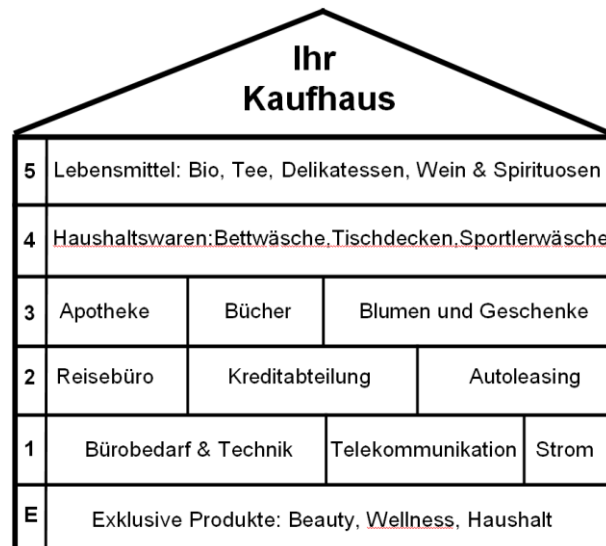 Ihr
Kaufhaus
5 Lebensmittel: Bio, Tee, Delikatessen, Wein & Spirituosen
4 Haushaltswaren:Bettwäsche,Tischdecken,Sportlerwäsche
3 Apotheke Bücher Blumen und Geschenke
2 Reisebüro Kreditabteilung Autoleasing
1 Bürobedarf & Technik Telekommunikation Strom
E Exklusive Produkte: Beauty, Wellness, Haushalt